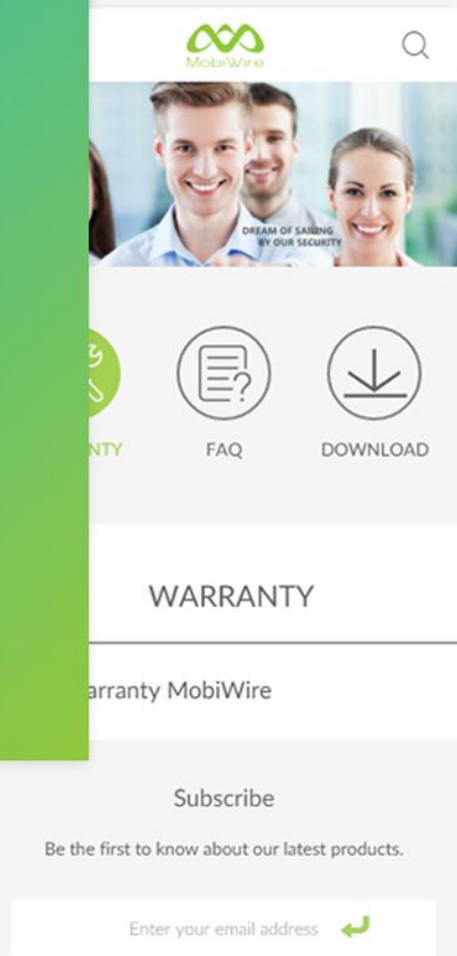 MobiWire
DREAM OF SAILING
BY OUR SECURITY
NTY
FAQ
DOWNLOAD
WARRANTY
arranty MobiWire
Subscribe
Be the first to know about our latest products.
Enter your email address